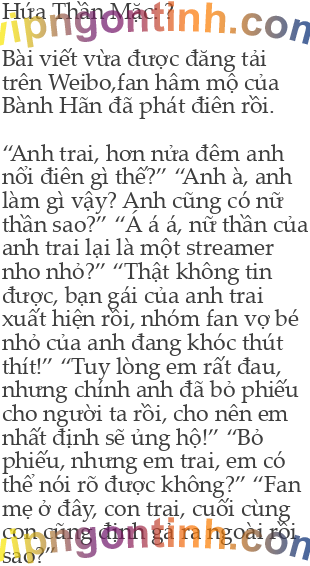 Hứa Thần Mặc: ?
vipngontinh.com
Bài viết vừa được đăng tải
trên Weibo,fan hâm mộ của
Bành Hãn đã phát điên rồi.
“Anh trai, hơn nửa đêm anh
nổi điên gì thế?” “Anh à, anh
làm gì vậy? Anh cũng có nữ
thần sao?” “Á á á, nữ thần của
anh trai lại là một streamer
nho nhỏ?” “Thật không tin
được, bạn gái của anh trai
xuất hiện rồi, nhóm fan vợ bé
nhỏ của anh đang khóc thút
thít!” “Tuy lòng em rất đau,
nhưng chính anh đã bỏ phiếu
cho người ta rồi, cho nên em
nhất định sẽ ủng hộ!” “Bỏ
phiếu, nhưng em trai, em có
thể nói rõ được không?” “Fan
mẹ ở đây, con trai, cuối cùng
con cũng định gả ra ngoài rồi
sao?”
vipngontinh.com